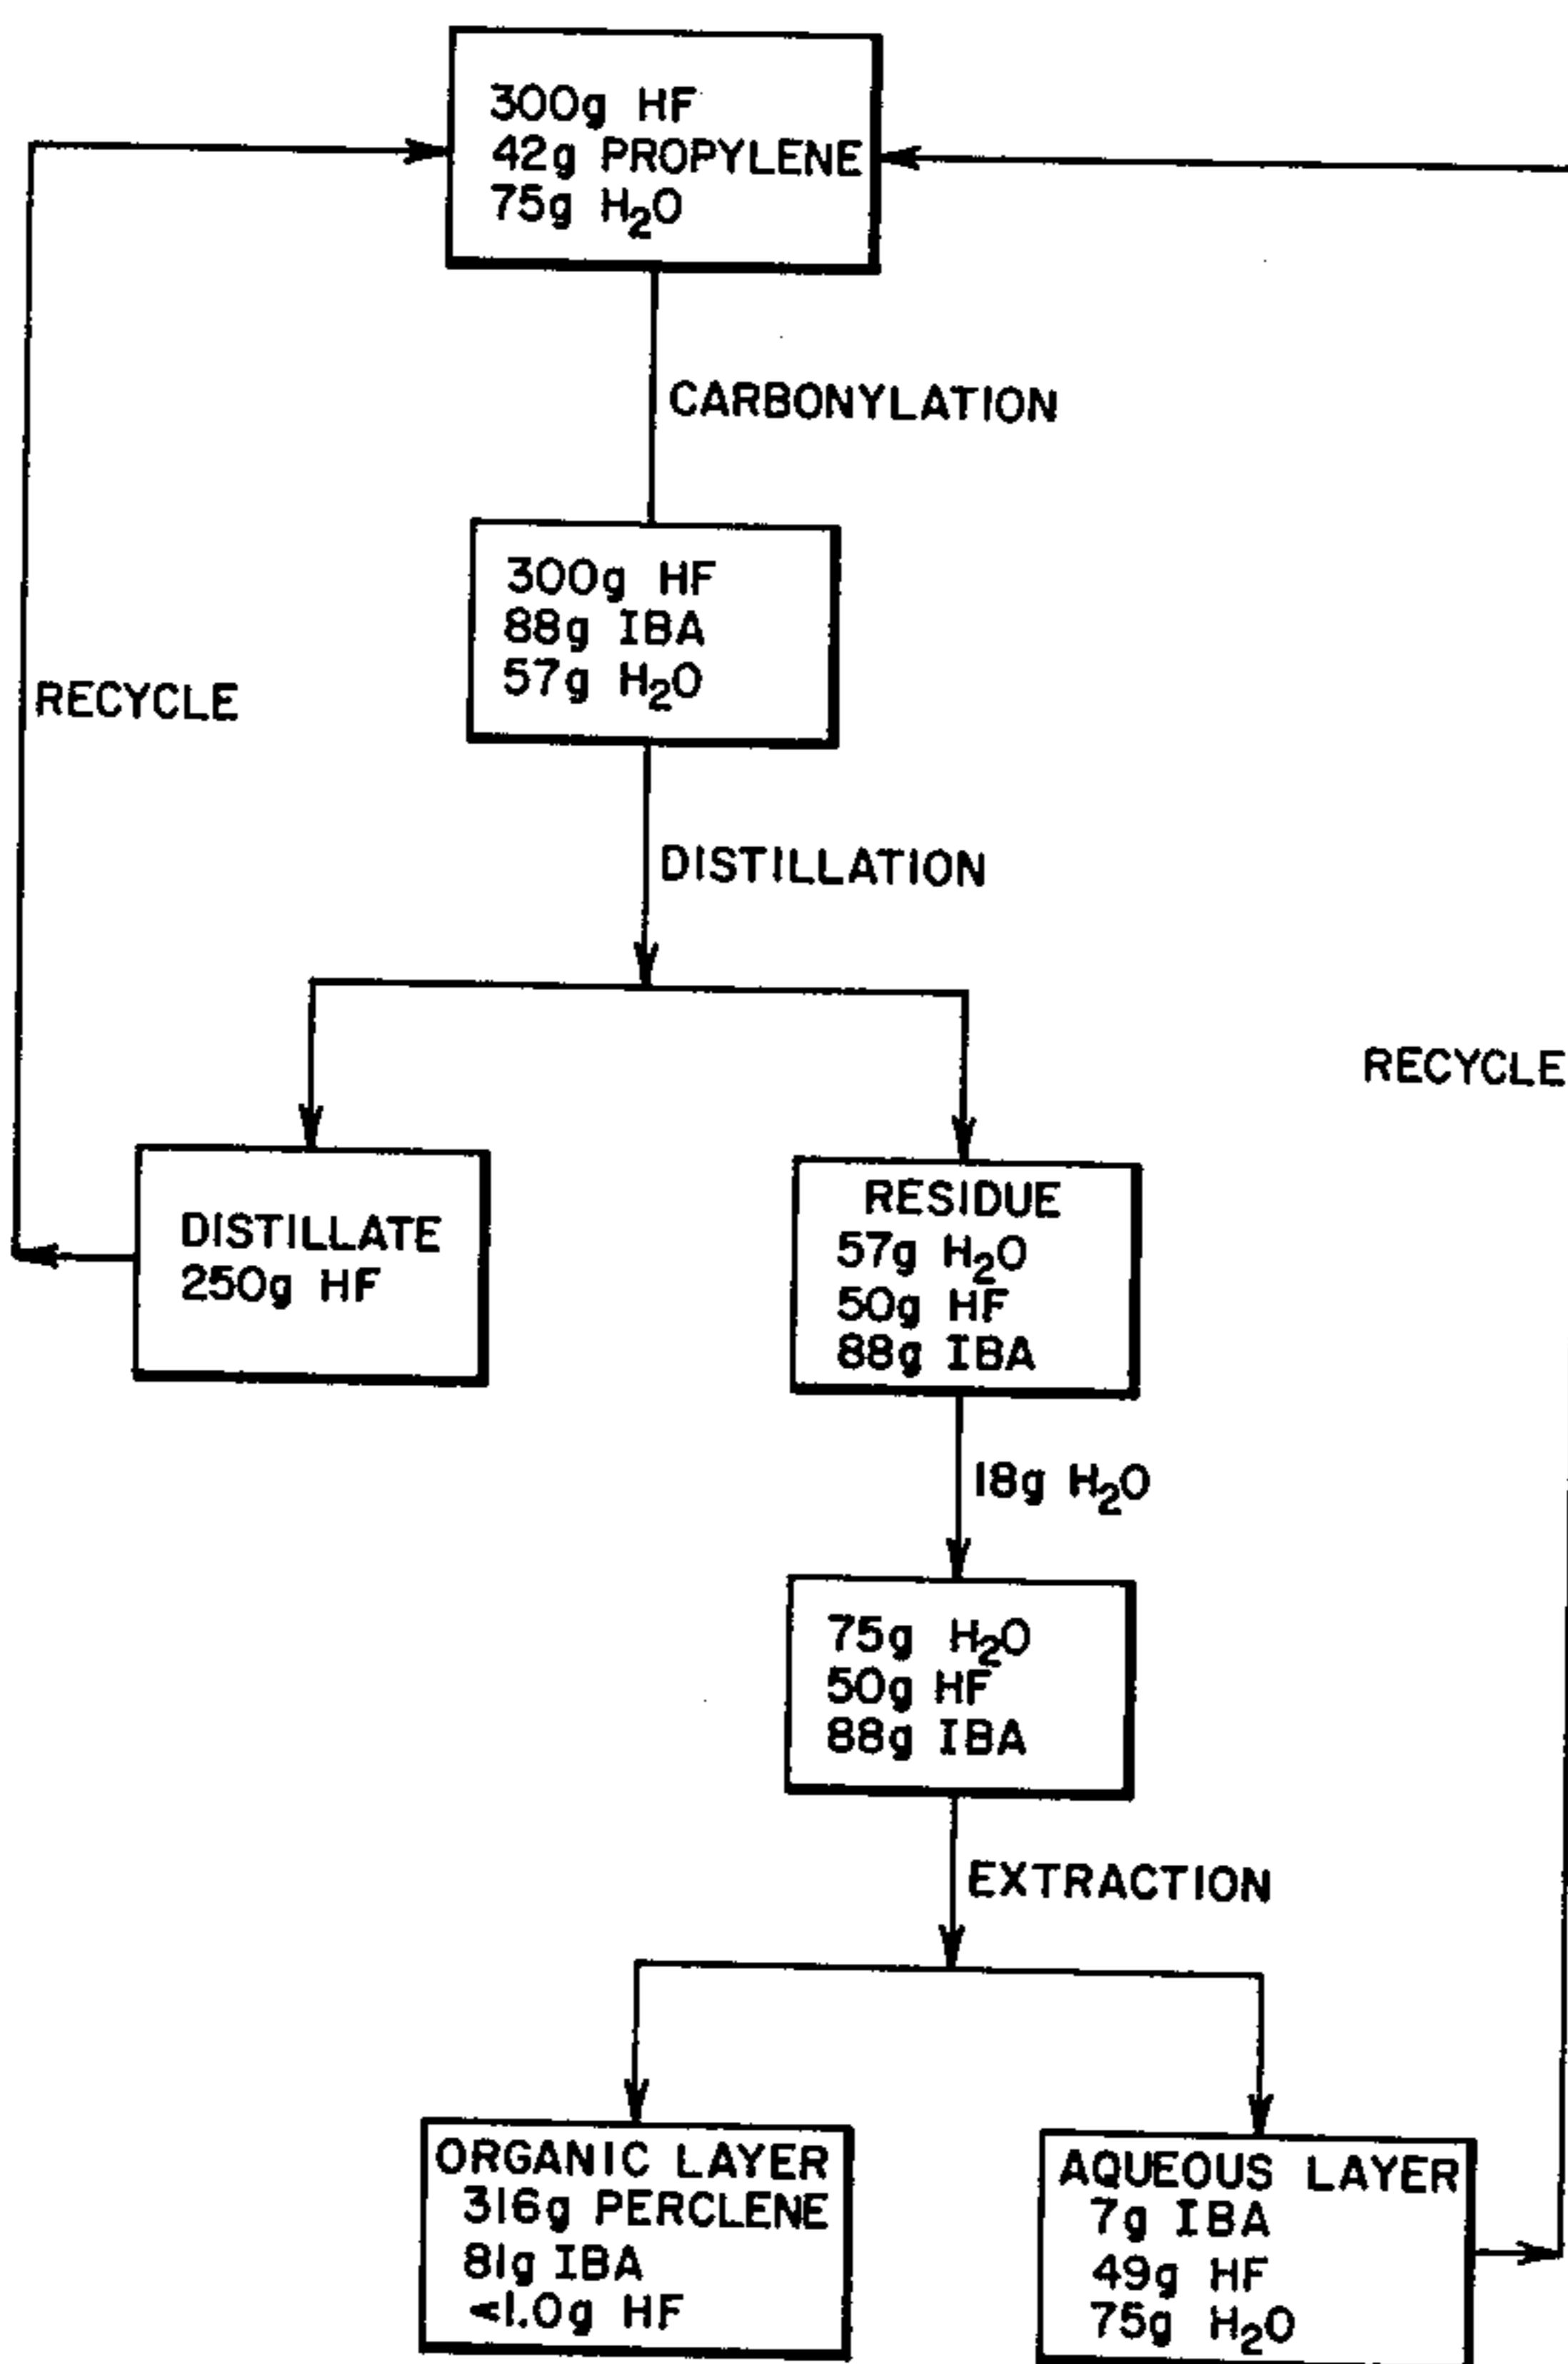 300g HF
42g PROPYLENE
75g H₂O
CARBONYLATION
300g HF
88g IBA
57g H₂O
RECYCLE
DISTILLATION
RECYCLE
DISTILLATE
250g HF
RESIDUE
57g H₂O
50g HF
88g IBA
18g H₂O
75g H₂O
50g HF
88g IBA
EXTRACTION
ORGANIC LAYER
316g PERCLENE
81g IBA
<1.0g HF
AQUEOUS LAYER
7g IBA
49g HF
75g H₂O